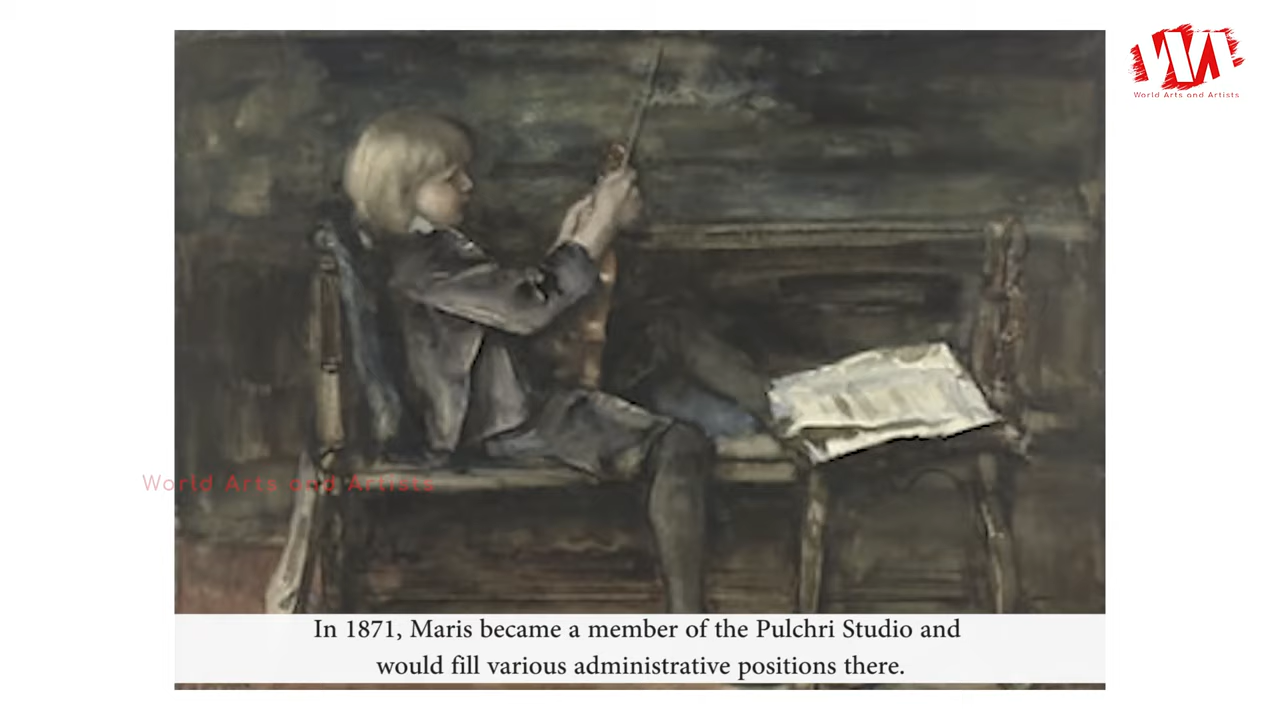 World Arts and Artists
World Arts and Artists
In 1871, Maris became a member of the Pulchri Studio and
would fill various administrative positions there.